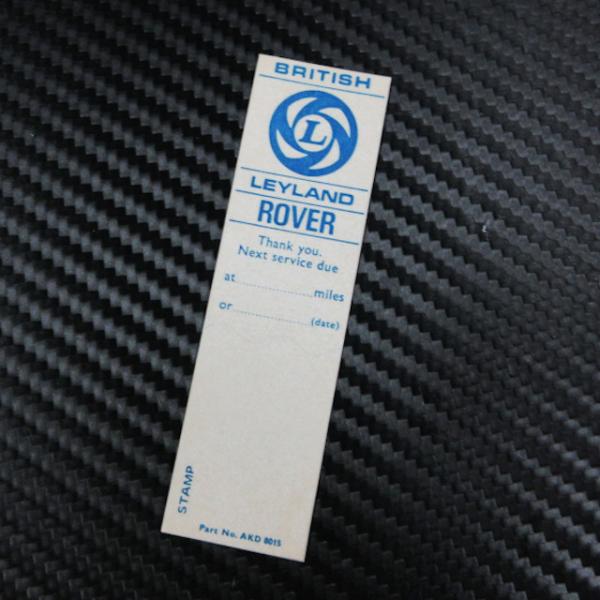 BRITISH
L
LEYLAND
ROVER
Thank you.
Next service due
at..................miles
or..................(date)
STAMP
Part No. AKD 8015